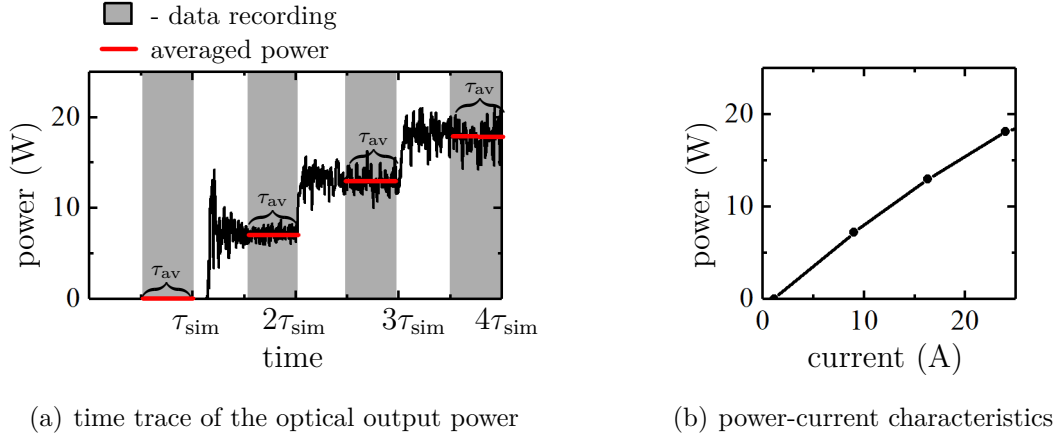 - data recording
averaged power
power (W)
20
10
0
τav
τav
τav
τav
τsim
2τsim
3τsim
4τsim
time
(a) time trace of the optical output power
power (W)
20
10
0
0
10
20
current (A)
(b) power-current characteristics